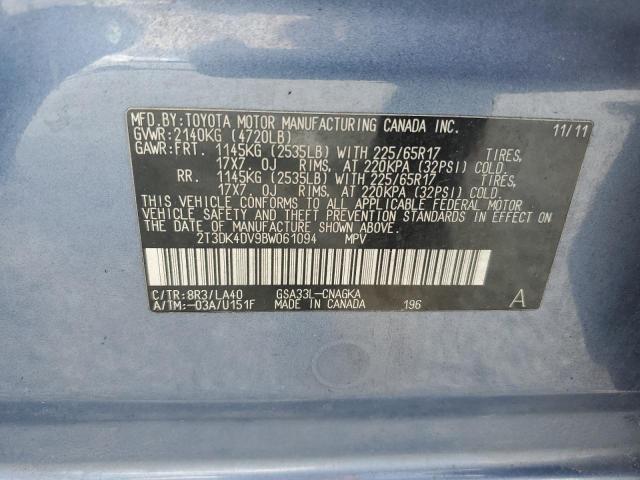 MFD.BY:TOYOTA MOTOR MANUFACTURING CANADA INC. 11/11
GVWR:2140KG (4720LB)
GAWR:FRT. 1145KG (2535LB) WITH 225/65R17 TIRES,
17X7.0J RIMS, AT 220KPA (32PSI) COLD
RR. 1145KG (2535LB) WITH 225/65R17 TIRES,
17X7.0J RIMS, AT 220KPA (32PSI) COLD.
THIS VEHICLE CONFORMS TO ALL APPLICABLE FEDERAL MOTOR
VEHICLE SAFETY AND THEFT PREVENTION STANDARDS IN EFFECT ON
THE DATE OF MANUFACTURE SHOWN ABOVE.
2T3DK4DV9BW061094 MPV
C/TR:8R3/LA40 GSA33L-CNAGKA
A/TM:-03A/U151F MADE IN CANADA 196 A